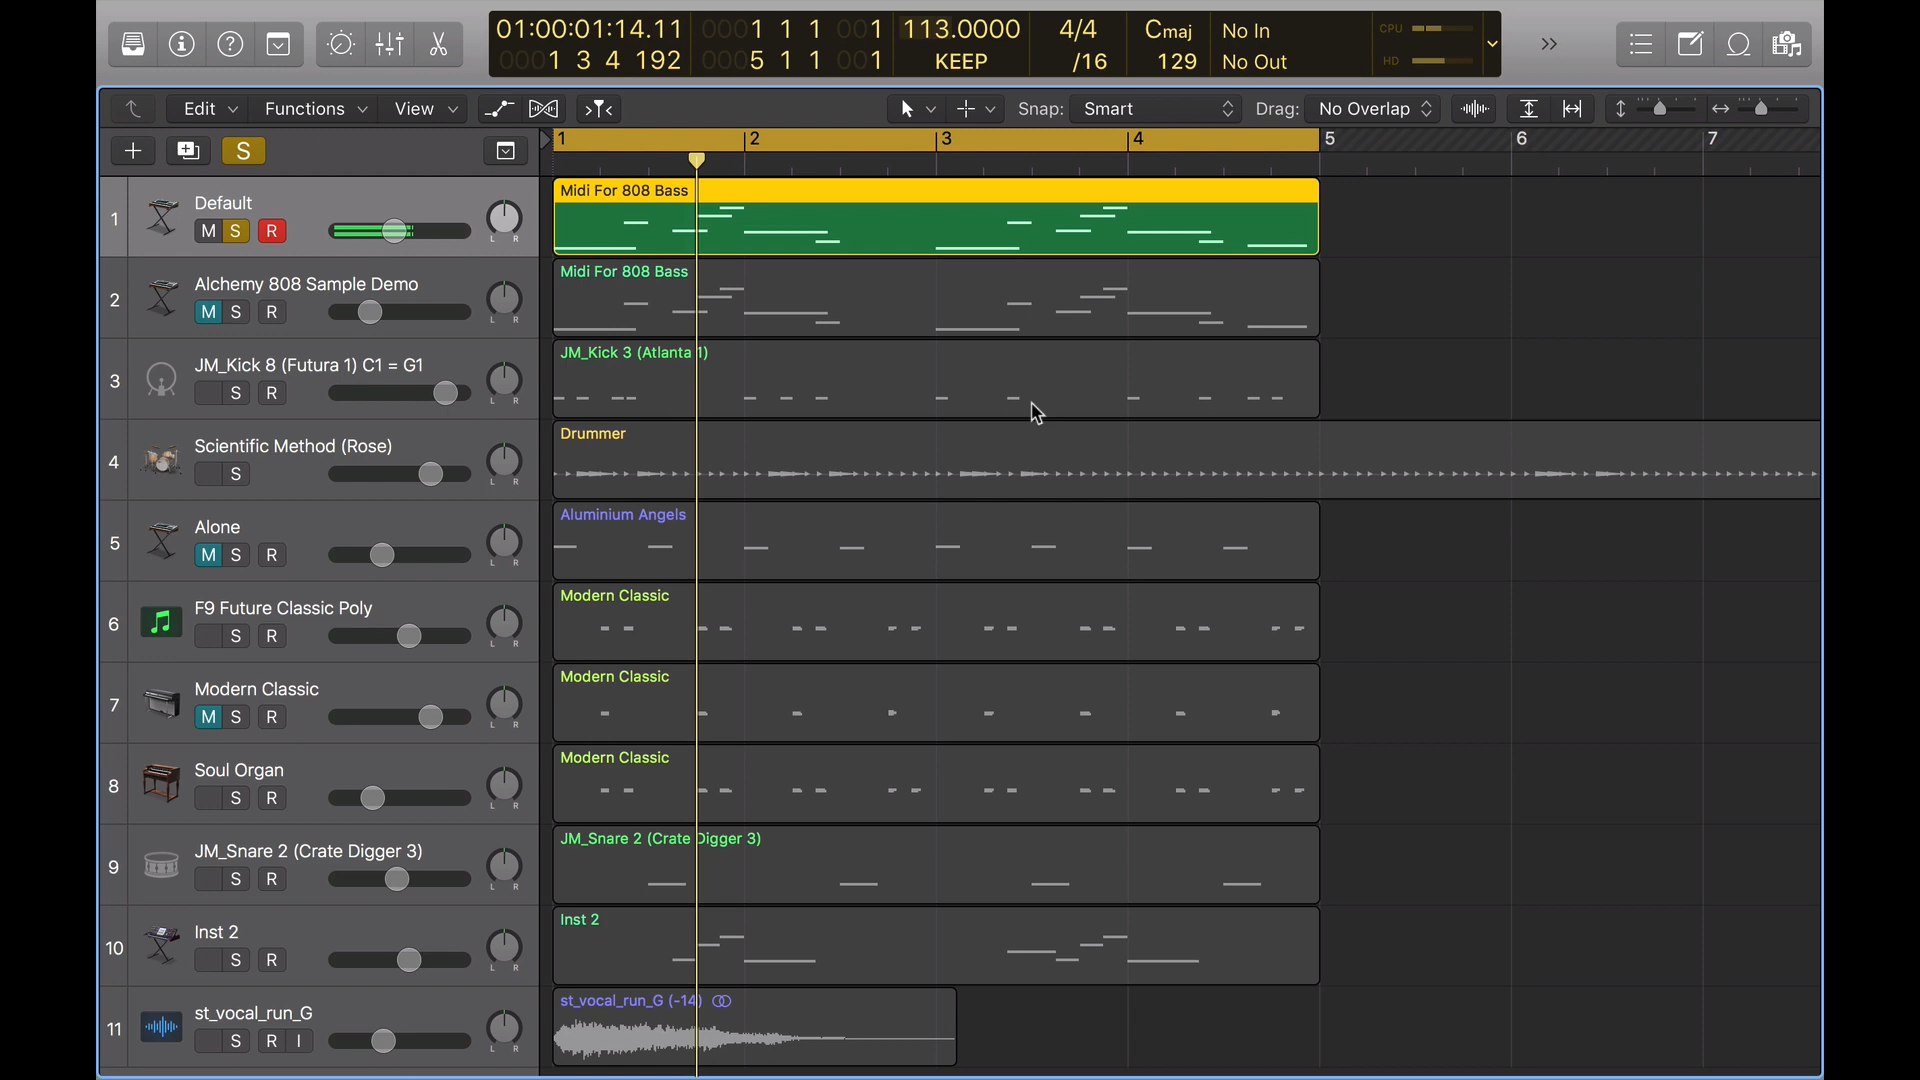 01:00:01:14.11 0001 1 1 001 113.0000 4/4 Cmaj No In CPU
0001 3 4 192 0005 1 1 001 KEEP /16 129 No Out HD
Edit Functions View Snap: Smart Drag: No Overlap
S 1 2 3 4 5 6 7
1 Default
M S R
L R
Midi For 808 Bass
2 Alchemy 808 Sample Demo
M S R
L R
Midi For 808 Bass
3 JM_Kick 8 (Futura 1) C1 = G1
S R
L R
JM_Kick 3 (Atlanta 1)
4 Scientific Method (Rose)
S
L R
Drummer
5 Alone
M S R
L R
Aluminium Angels
6 F9 Future Classic Poly
S R
L R
Modern Classic
7 Modern Classic
M S R
L R
Modern Classic
8 Soul Organ
S R
L R
Modern Classic
9 JM_Snare 2 (Crate Digger 3)
S R
L R
JM_Snare 2 (Crate Digger 3)
10 Inst 2
S R
L R
Inst 2
11 st_vocal_run_G
S R I
L R
st_vocal_run_G (-14)